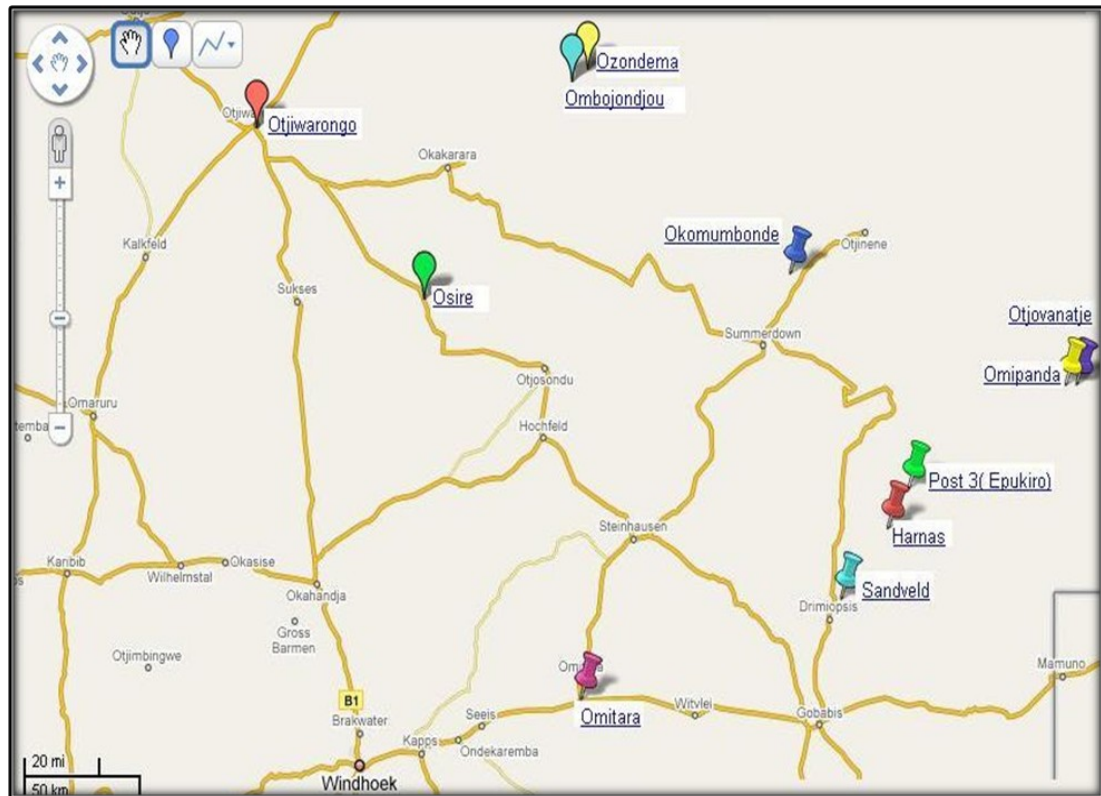 Ozondema
Ombojondjou
Otjiwarongo
Okakarara
Okomumbonde
Otjinene
Kalkfeld
Osire
Sukses
Otjovanatje
Summerdown
Omipanda
Otjosondu
Omaruru
Hochfeld
Post 3( Epukiro)
Steinhausen
Harnas
Karibib
Okasise
Wilhelmstal
Okahandja
Sandveld
Drimiopsis
Gross
Barmen
Otjimbingwe
Mamuno
B1
Witvlei
Omitara
Gobabis
Seeis
Brakwater
Kapps
Ondekaremba
20 mi
Windhoek
50 km